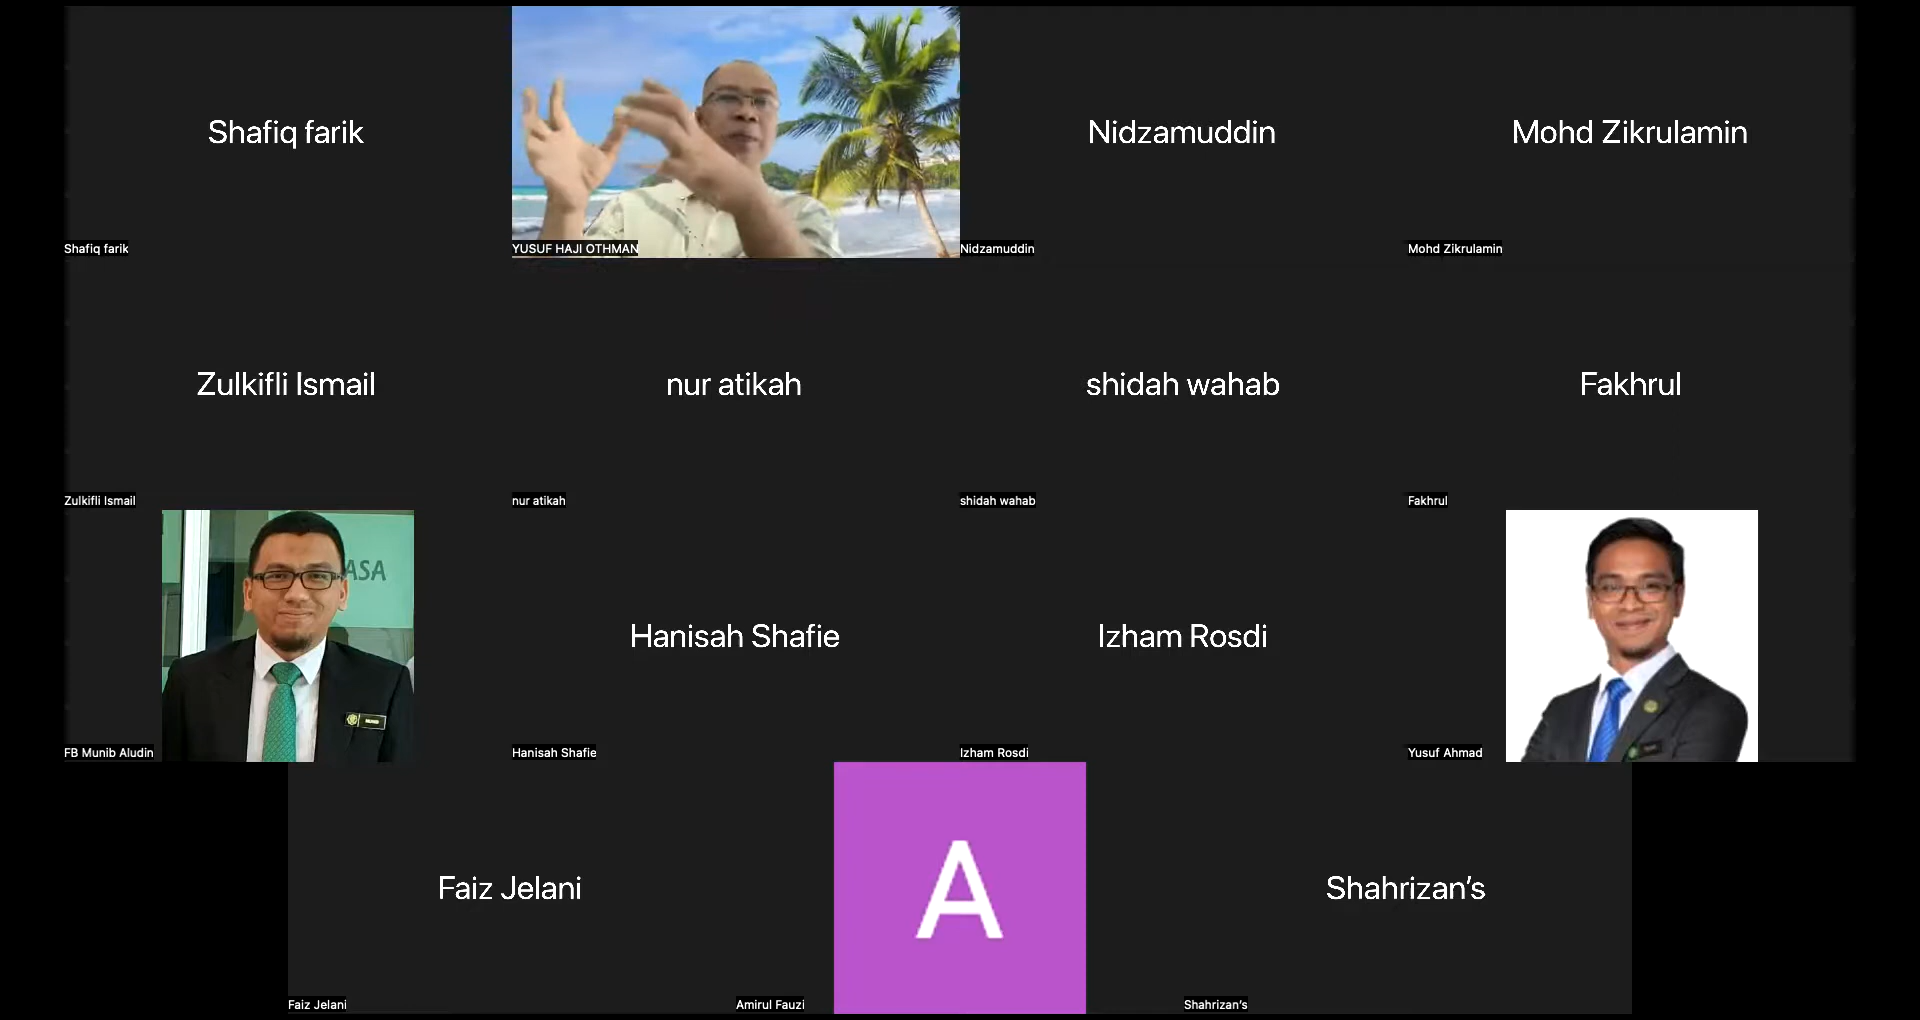 Shafiq farik
Nidzamuddin
Mohd Zikrulamin
Shafiq farik
YUSUF HAJI OTHMAN
Nidzamuddin
Mohd Zikrulamin
Zulkifli Ismail
nur atikah
shidah wahab
Fakhrul
Zulkifli Ismail
nur atikah
shidah wahab
Fakhrul
ASA
Hanisah Shafie
Izham Rosdi
FB Munib Aludin
Hanisah Shafie
Izham Rosdi
Yusuf Ahmad
Faiz Jelani
A
Shahrizan’s
Faiz Jelani
Amirul Fauzi
Shahrizan’s